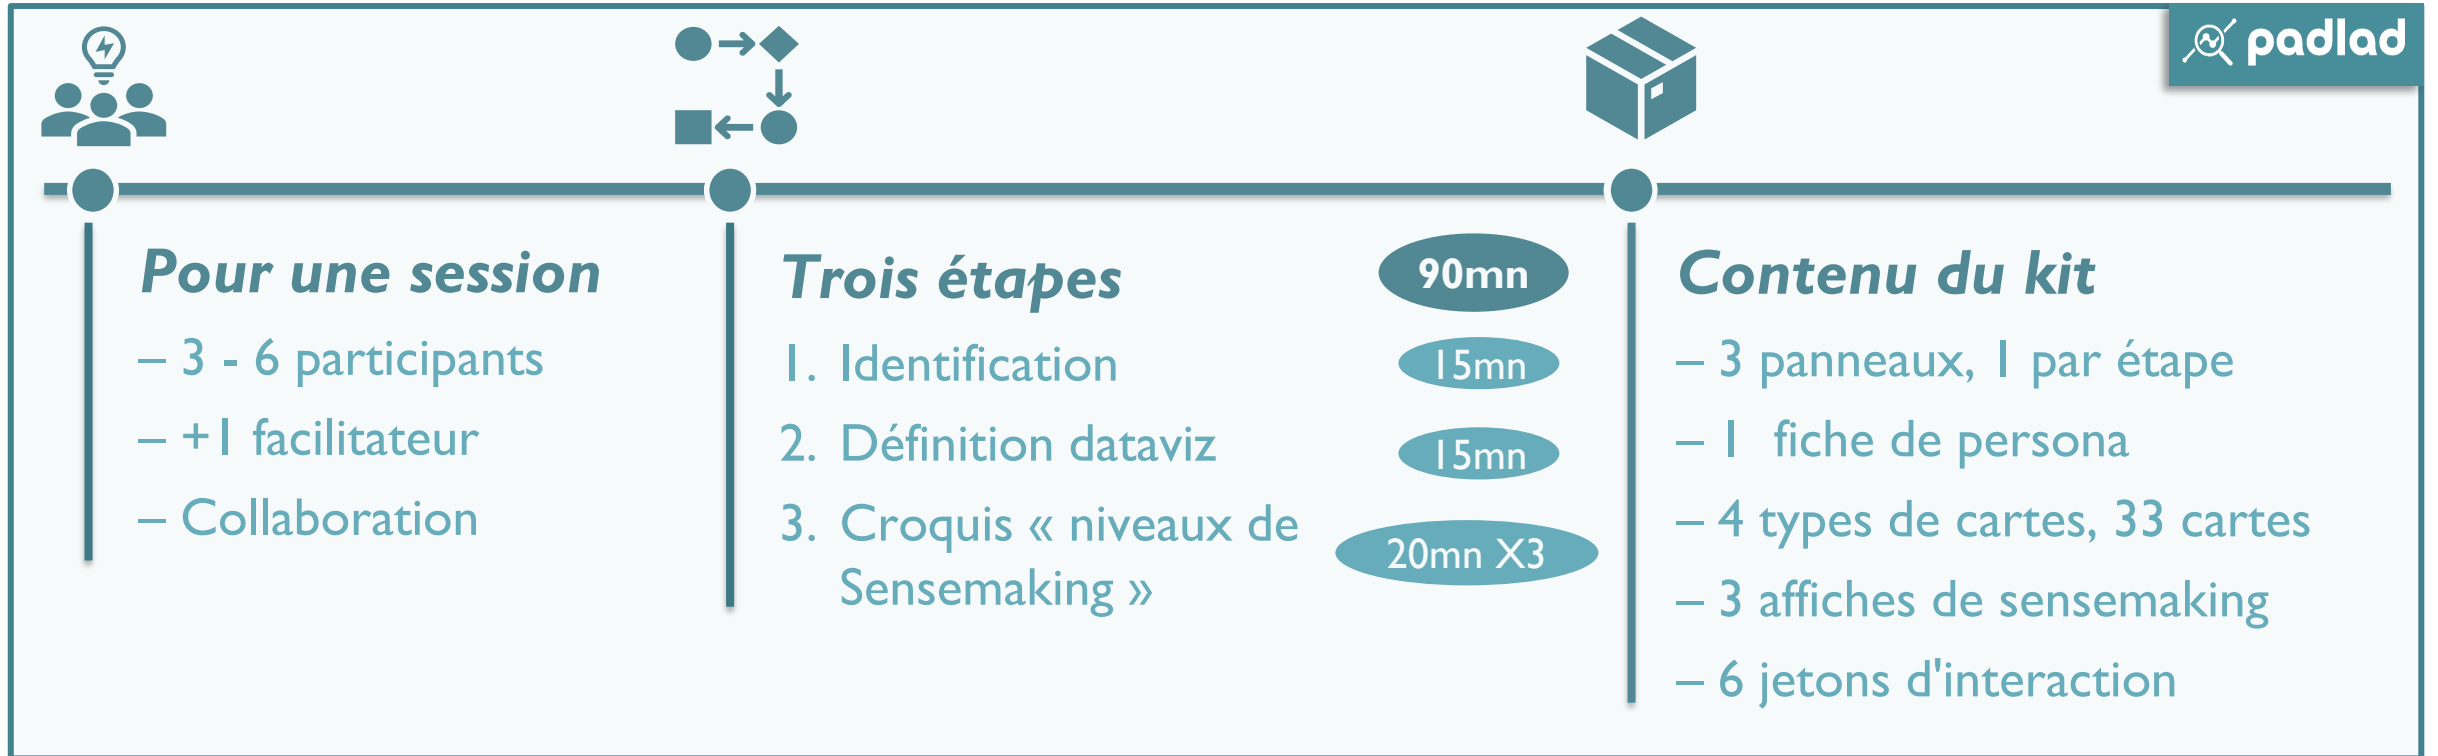 padlad
Pour une session
– 3 - 6 participants
– +1 facilitateur
– Collaboration
Trois étapes
90mn
1. Identification
15mn
2. Définition dataviz
15mn
3. Croquis « niveaux de
Sensemaking »
20mn X3
Contenu du kit
– 3 panneaux, 1 par étape
– 1 fiche de persona
– 4 types de cartes, 33 cartes
– 3 affiches de sensemaking
– 6 jetons d'interaction